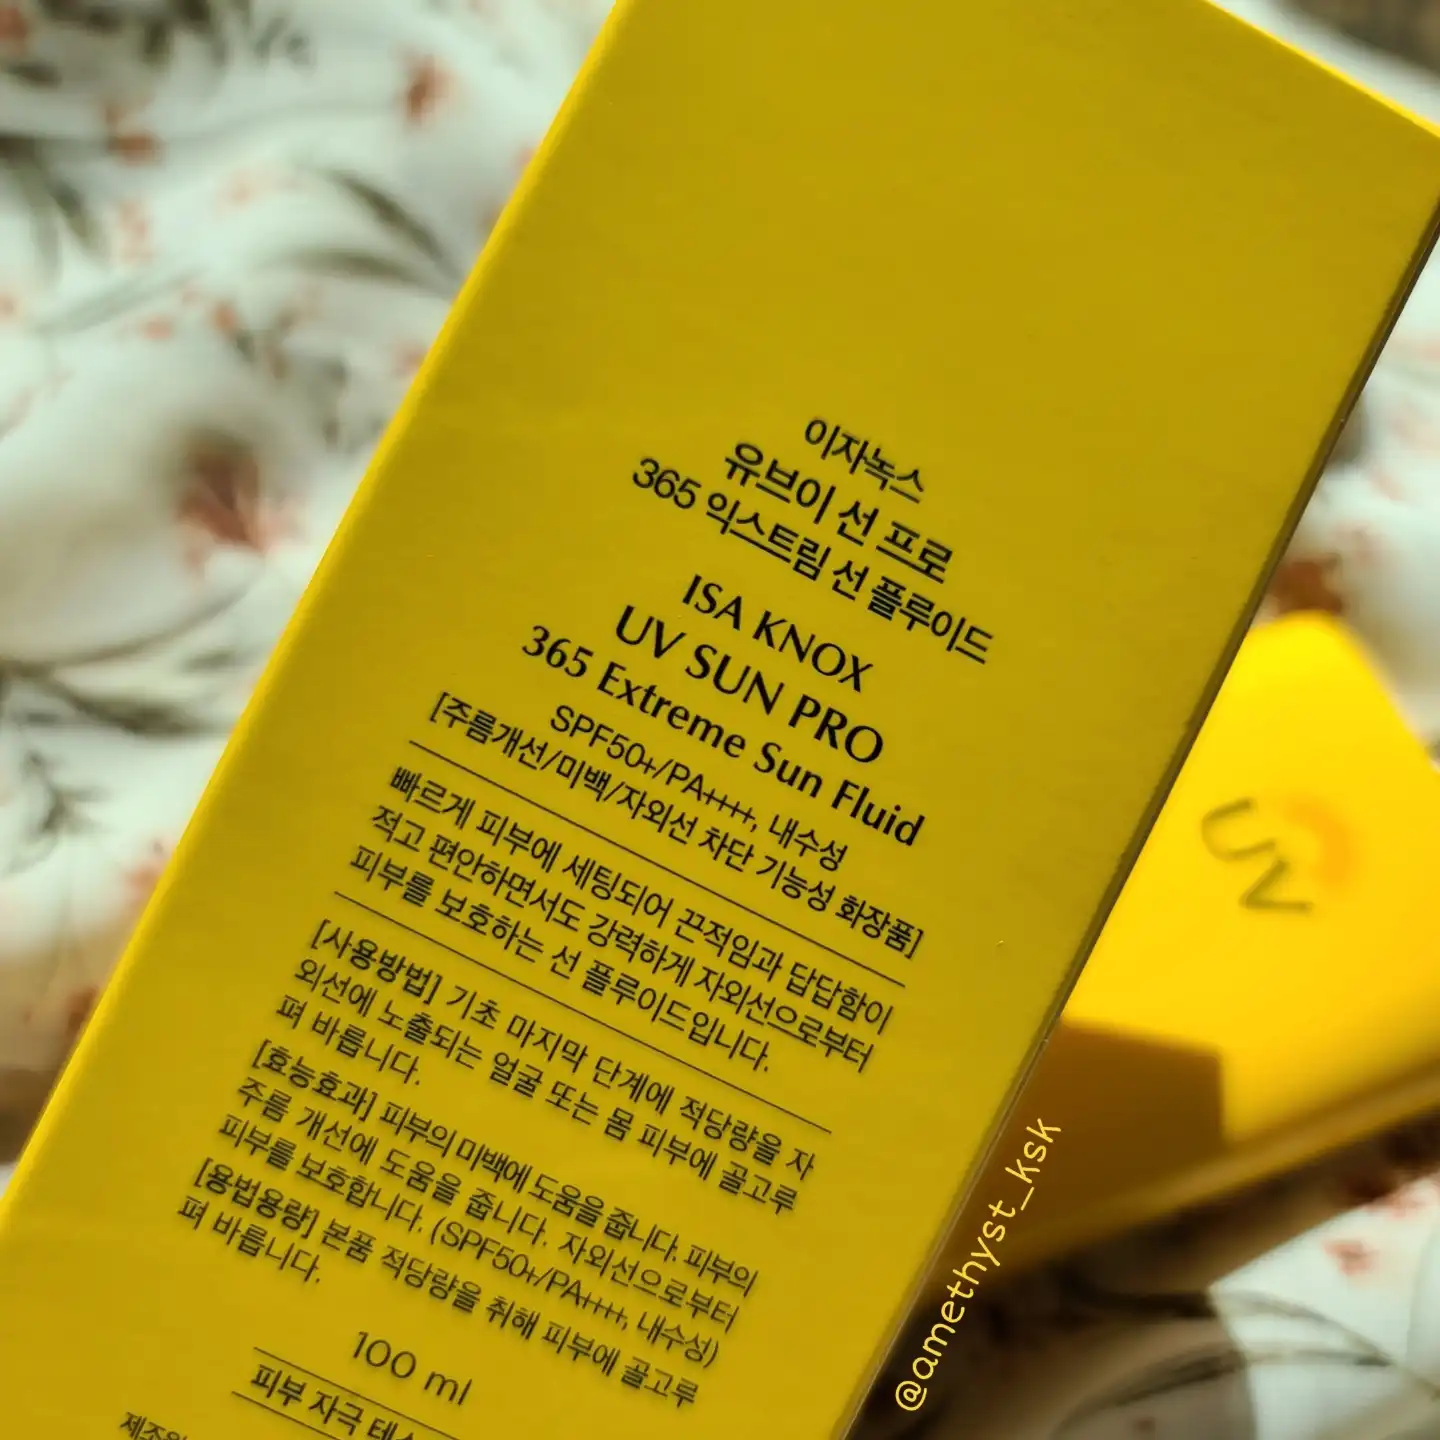 이자녹스
유브이 선 프로
365 익스트림 선 플루이드
ISA KNOX
UV SUN PRO
365 Extreme Sun Fluid
SPF50+/PA++++, 내수성
[주름개선/미백/자외선 차단 기능성 화장품]
빠르게 피부에 세팅되어 끈적임과 답답함이
적고 편안하면서도 강력하게 자외선으로부터
피부를 보호하는 선 플루이드입니다.
[사용방법] 기초 마지막 단계에 적당량을 자
외선에 노출되는 얼굴 또는 몸 피부에 골고루
펴 바릅니다.
[효능효과] 피부의 미백에 도움을 줍니다. 피부의
주름 개선에 도움을 줍니다. 자외선으로부터
피부를 보호합니다. (SPF50+/PA++++, 내수성)
[용법용량] 본품 적당량을 취해 피부에 골고루
펴 바릅니다.
100 ml
피부 자극
UV
@amethyst_ksk